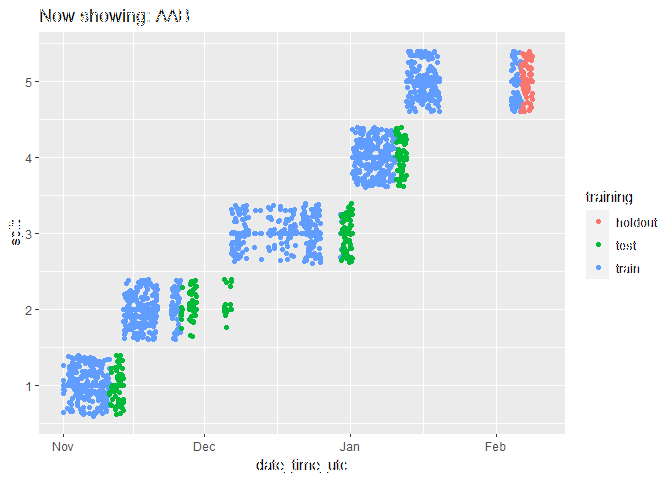 Now showing: AAB
5
4
3
2
1
split
Nov
Dec
Jan
Feb
date_time_utc
training
holdout
test
train